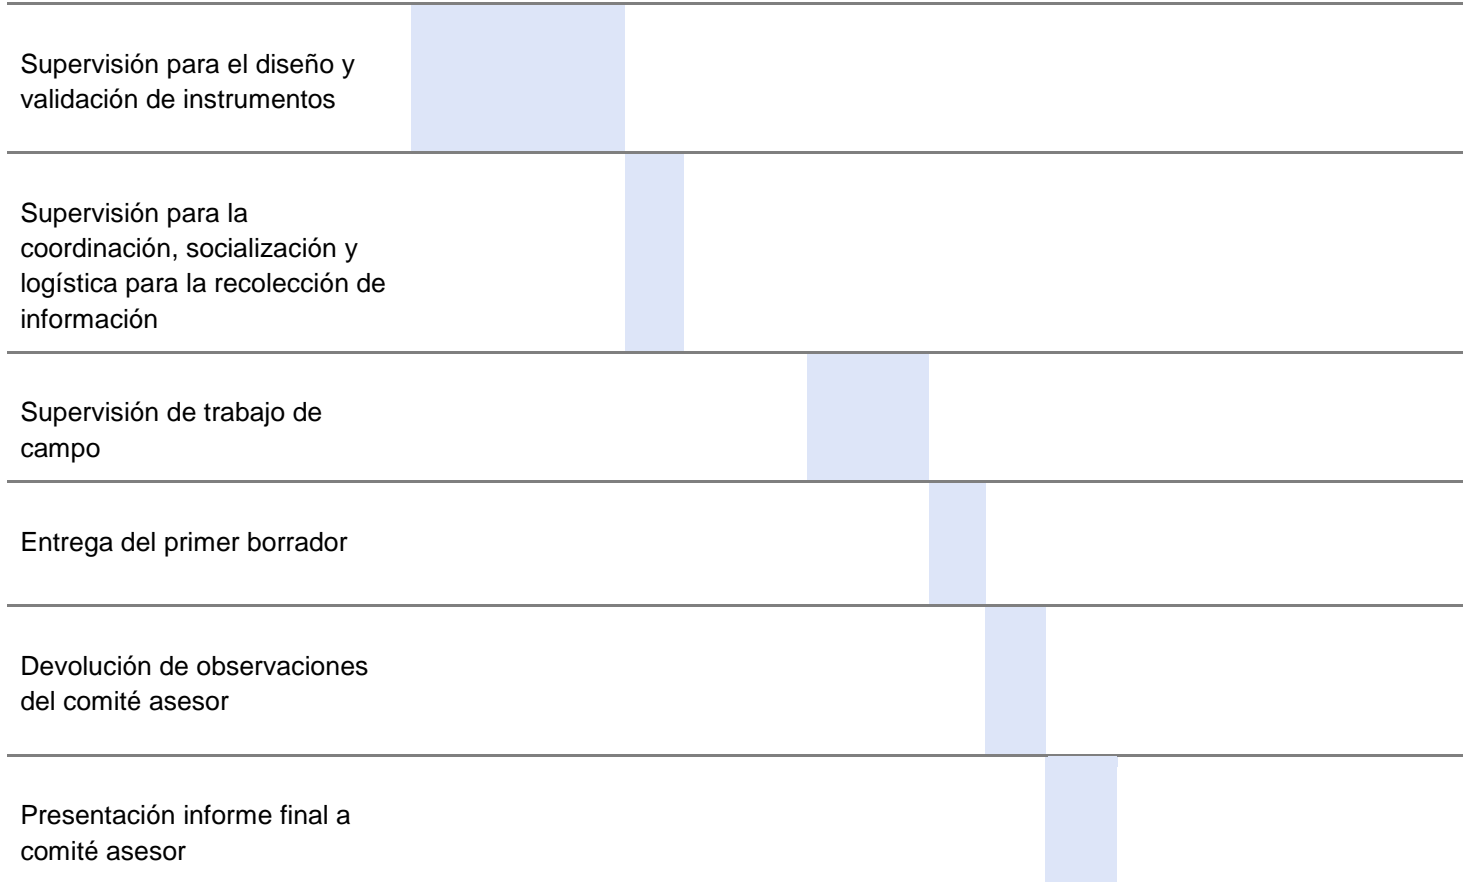 Supervisión para el diseño y
validación de instrumentos
Supervisión para la
coordinación, socialización y
logística para la recolección de
información
Supervisión de trabajo de
campo
Entrega del primer borrador
Devolución de observaciones
del comité asesor
Presentación informe final a
comité asesor